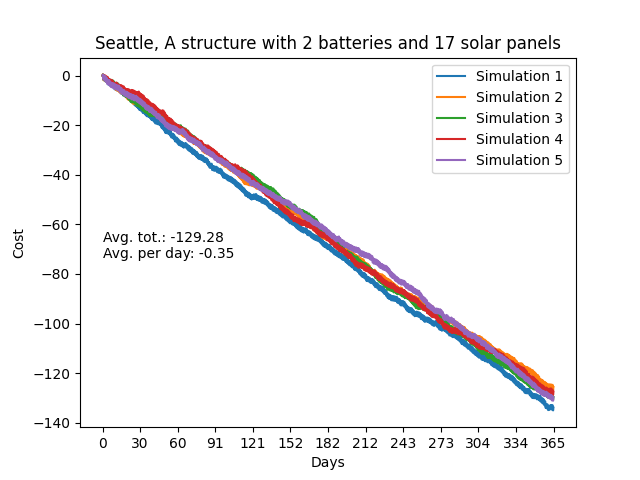 Seattle, A structure with 2 batteries and 17 solar panels
Simulation 1
Simulation 2
Simulation 3
Simulation 4
Simulation 5
Avg. tot.: -129.28
Avg. per day: -0.35
Cost
0
−20
−40
−60
−80
−100
−120
−140
0 30 60 91 121 152 182 212 243 273 304 334 365
Days